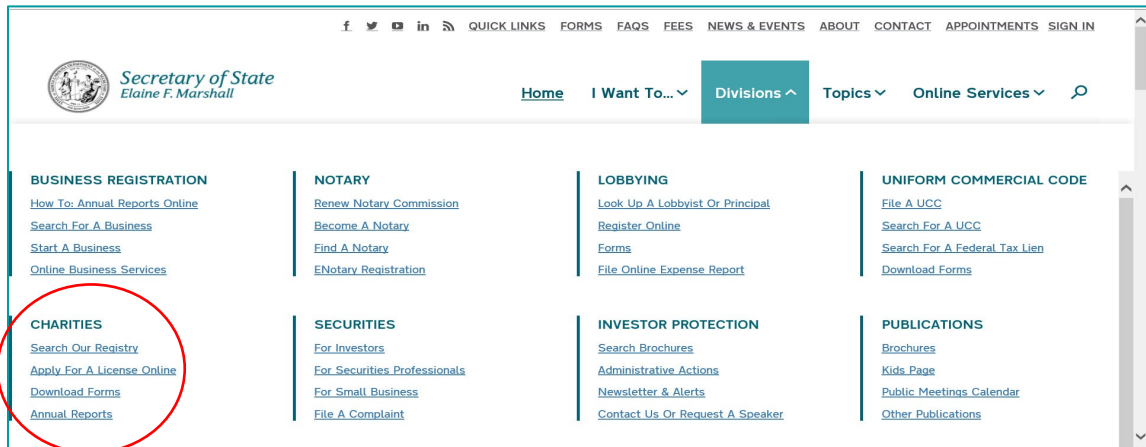 QUICK LINKS FORMS FAQS FEES NEWS & EVENTS ABOUT CONTACT APPOINTMENTS SIGN IN
Secretary of State
Elaine F. Marshall
Home I Want To... Divisions Topics Online Services
BUSINESS REGISTRATION
How To: Annual Reports Online
Search For A Business
Start A Business
Online Business Services
NOTARY
Renew Notary Commission
Become A Notary
Find A Notary
ENotary Registration
LOBBYING
Look Up A Lobbyist Or Principal
Register Online
Forms
File Online Expense Report
UNIFORM COMMERCIAL CODE
File A UCC
Search For A UCC
Search For A Federal Tax Lien
Download Forms
CHARITIES
Search Our Registry
Apply For A License Online
Download Forms
Annual Reports
SECURITIES
For Investors
For Securities Professionals
For Small Business
File A Complaint
INVESTOR PROTECTION
Search Brochures
Administrative Actions
Newsletter & Alerts
Contact Us Or Request A Speaker
PUBLICATIONS
Brochures
Kids Page
Public Meetings Calendar
Other Publications